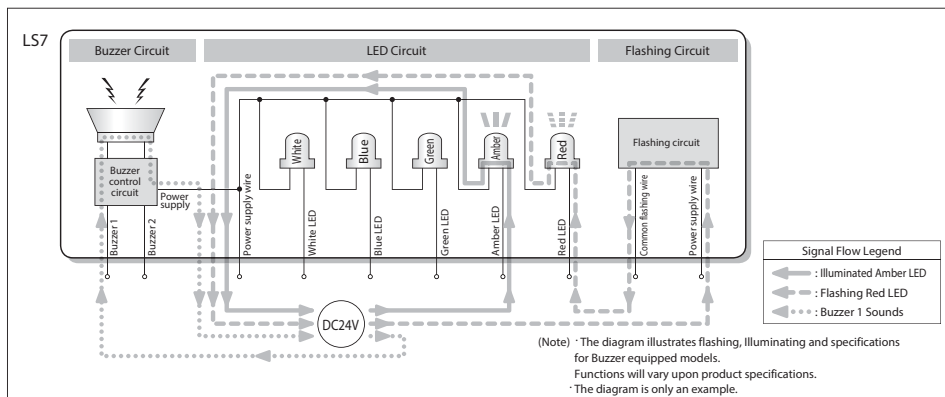 LS7
Buzzer Circuit
LED Circuit
Flashing Circuit
White
Blue
Green
Amber
Red
Flashing circuit
Buzzer
control
circuit
Power
supply
Buzzer 1
Buzzer 2
Power supply wire
White LED
Blue LED
Green LED
Amber LED
Red LED
Common flashing wire
Power supply wire
DC24V
Signal Flow Legend
: Illuminated Amber LED
: Flashing Red LED
: Buzzer 1 Sounds
(Note) · The diagram illustrates flashing, Illuminating and specifications
for Buzzer equipped models.
Functions will vary upon product specifications.
· The diagram is only an example.